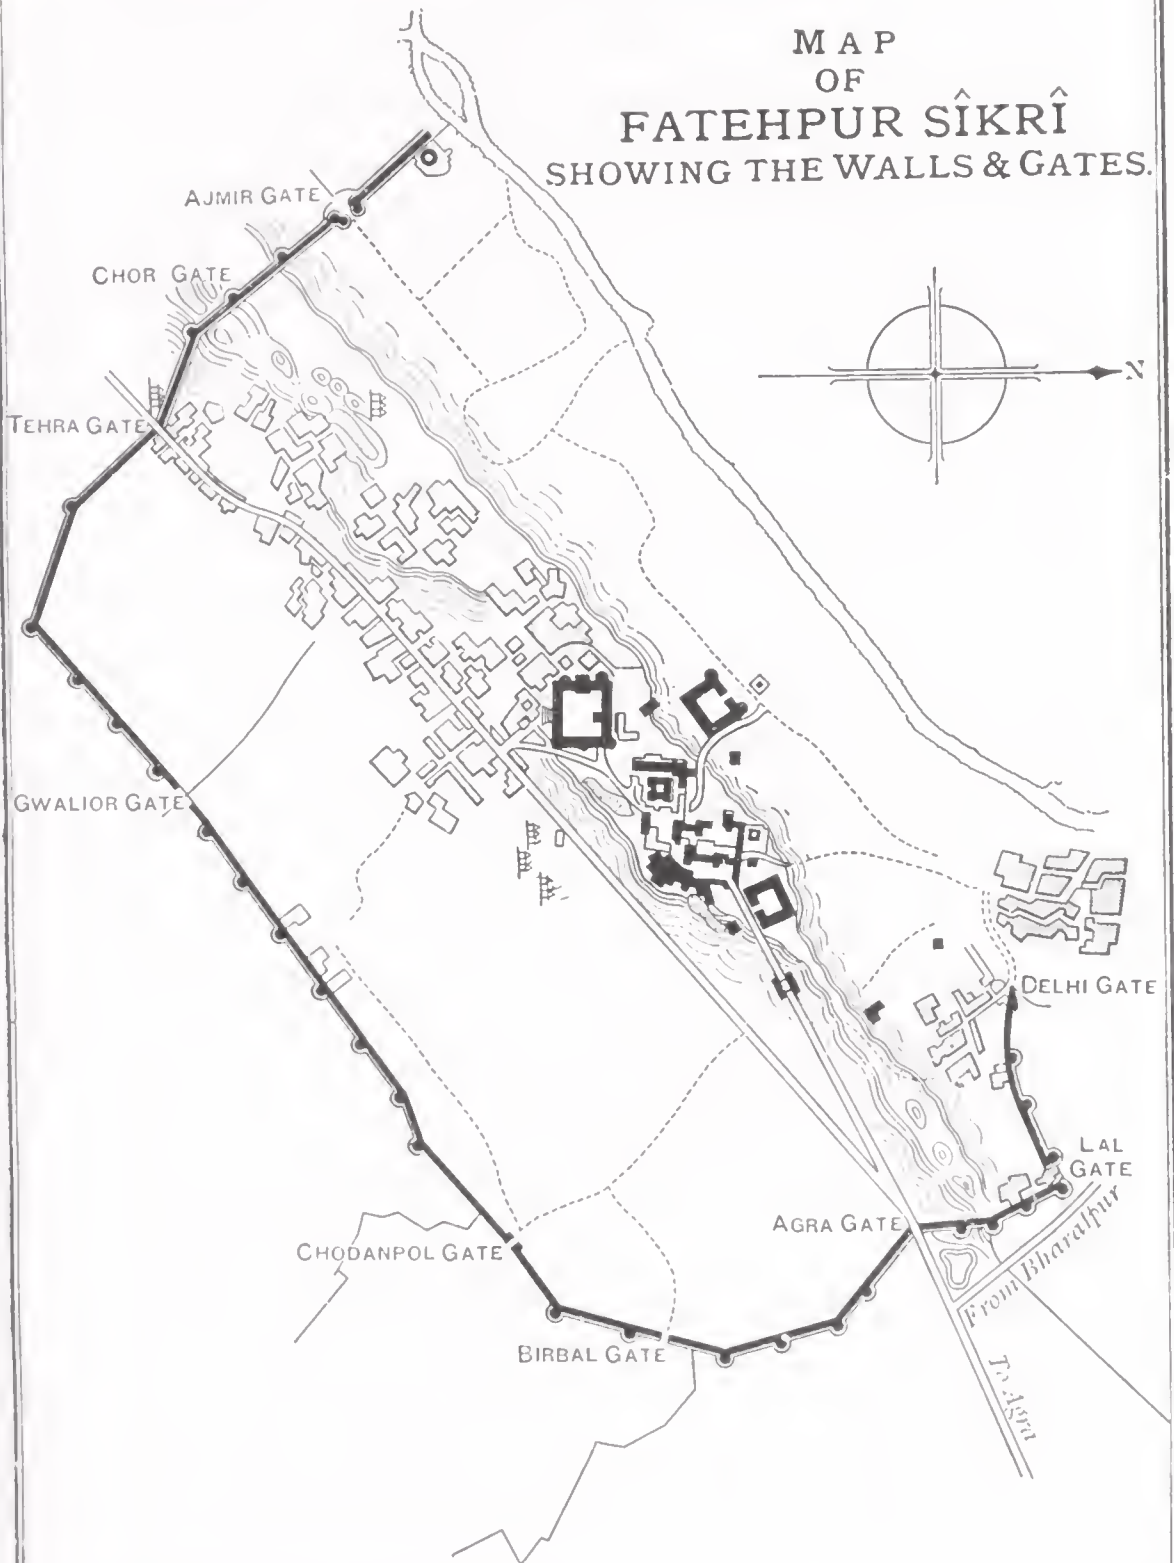 MAP
OF
FATEHPUR SÎKRÎ
SHOWING THE WALLS & GATES.
AJMIR GATE
CHOR GATE
N
TEHRA GATE
GWALIOR GATE
DELHI GATE
LAL
GATE
AGRA GATE
From Bharatpur
CHODANPOL GATE
BIRBAL GATE
To Agra